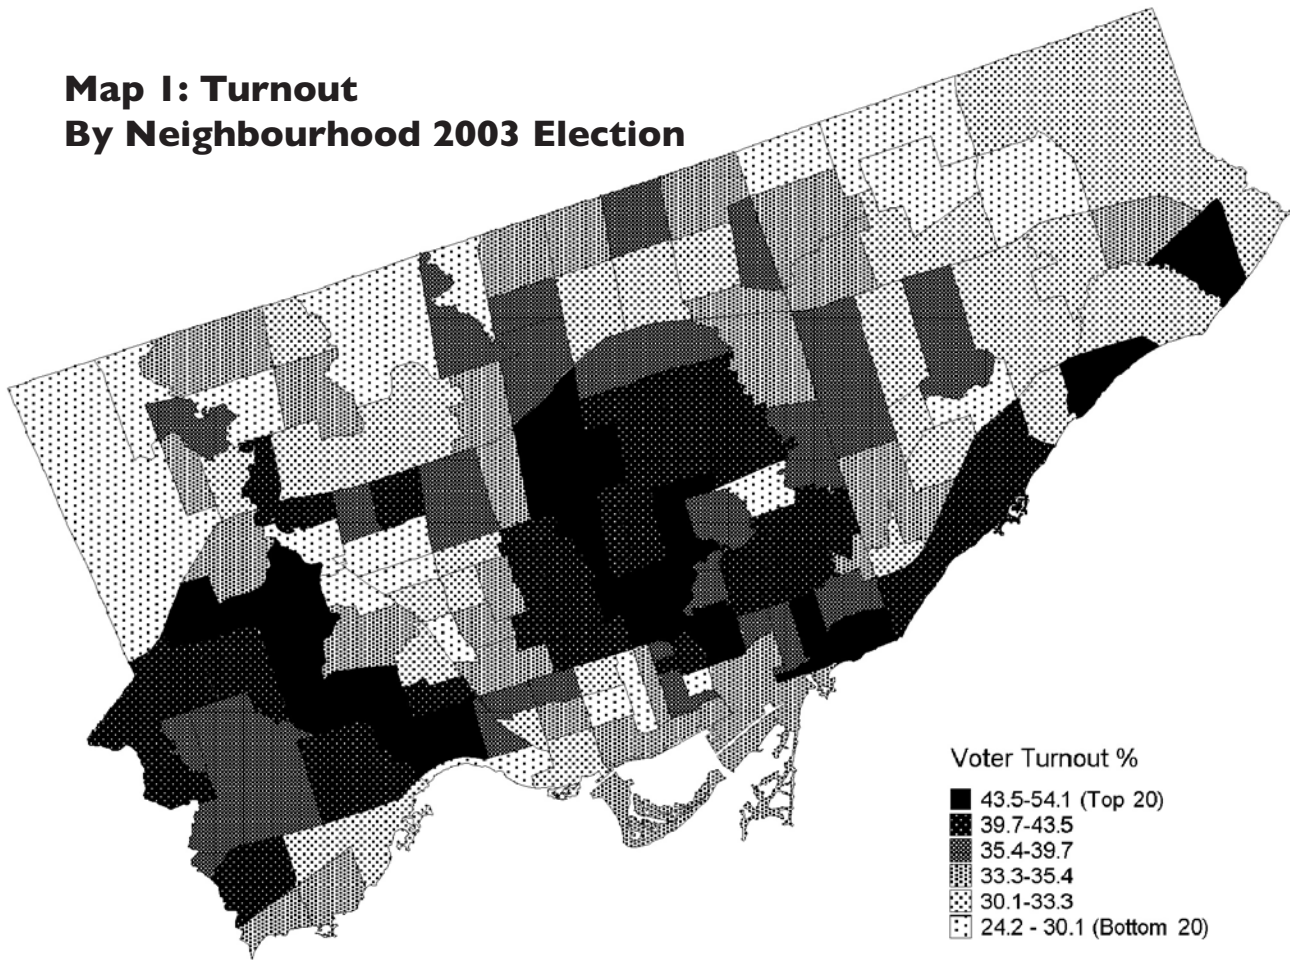 Map 1: Turnout
By Neighbourhood 2003 Election
Voter Turnout %
43.5-54.1 (Top 20)
39.7-43.5
35.4-39.7
33.3-35.4
30.1-33.3
24.2 - 30.1 (Bottom 20)